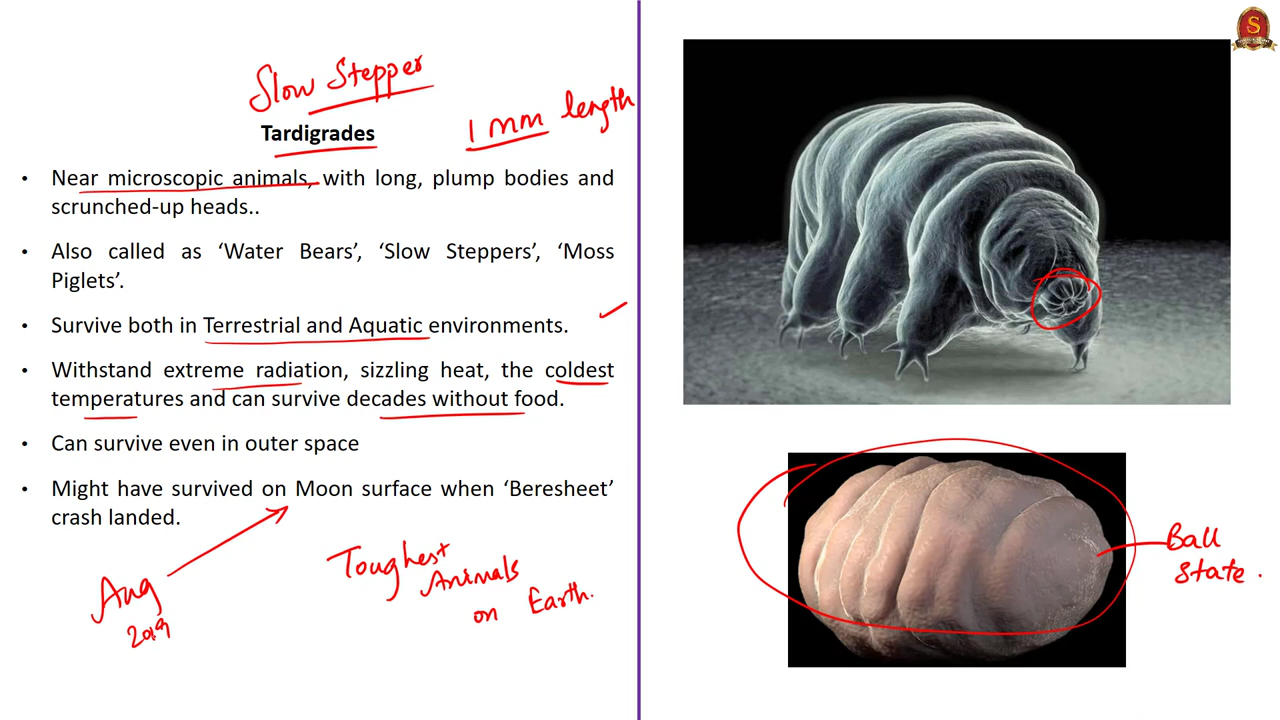 Slow Stepper
Tardigrades
1 mm length
• Near microscopic animals, with long, plump bodies and
scrunched-up heads..
• Also called as ‘Water Bears’, ‘Slow Steppers’, ‘Moss
Piglets’.
• Survive both in Terrestrial and Aquatic environments.
• Withstand extreme radiation, sizzling heat, the coldest
temperatures and can survive decades without food.
• Can survive even in outer space
• Might have survived on Moon surface when ‘Beresheet’
crash landed.
Aug
2019
Toughest
Animals
on Earth.
S
Ball
State.